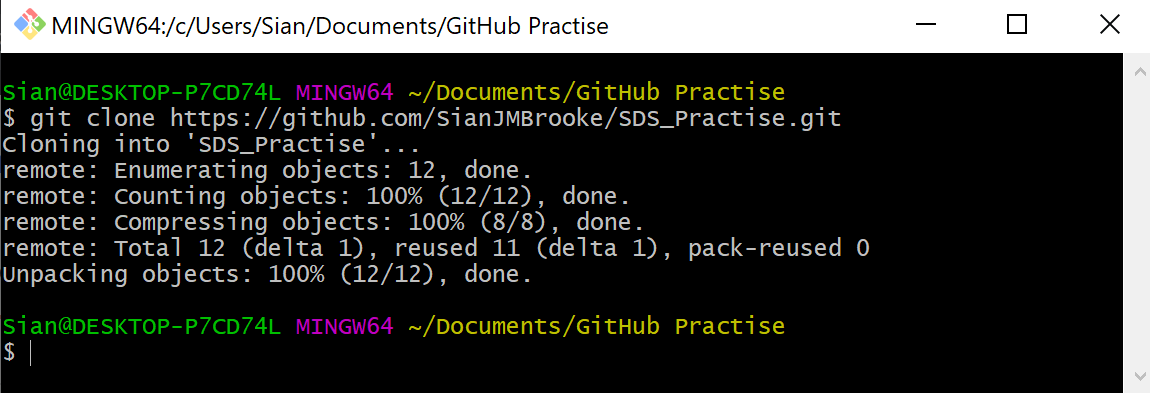 MINGW64:/c/Users/Sian/Documents/GitHub Practise
Sian@DESKTOP-P7CD74L MINGW64 ~/Documents/GitHub Practise
$ git clone https://github.com/SianJMBrooke/SDS_Practise.git
Cloning into 'SDS_Practise'...
remote: Enumerating objects: 12, done.
remote: Counting objects: 100% (12/12), done.
remote: Compressing objects: 100% (8/8), done.
remote: Total 12 (delta 1), reused 11 (delta 1), pack-reused 0
Unpacking objects: 100% (12/12), done.
Sian@DESKTOP-P7CD74L MINGW64 ~/Documents/GitHub Practise
$